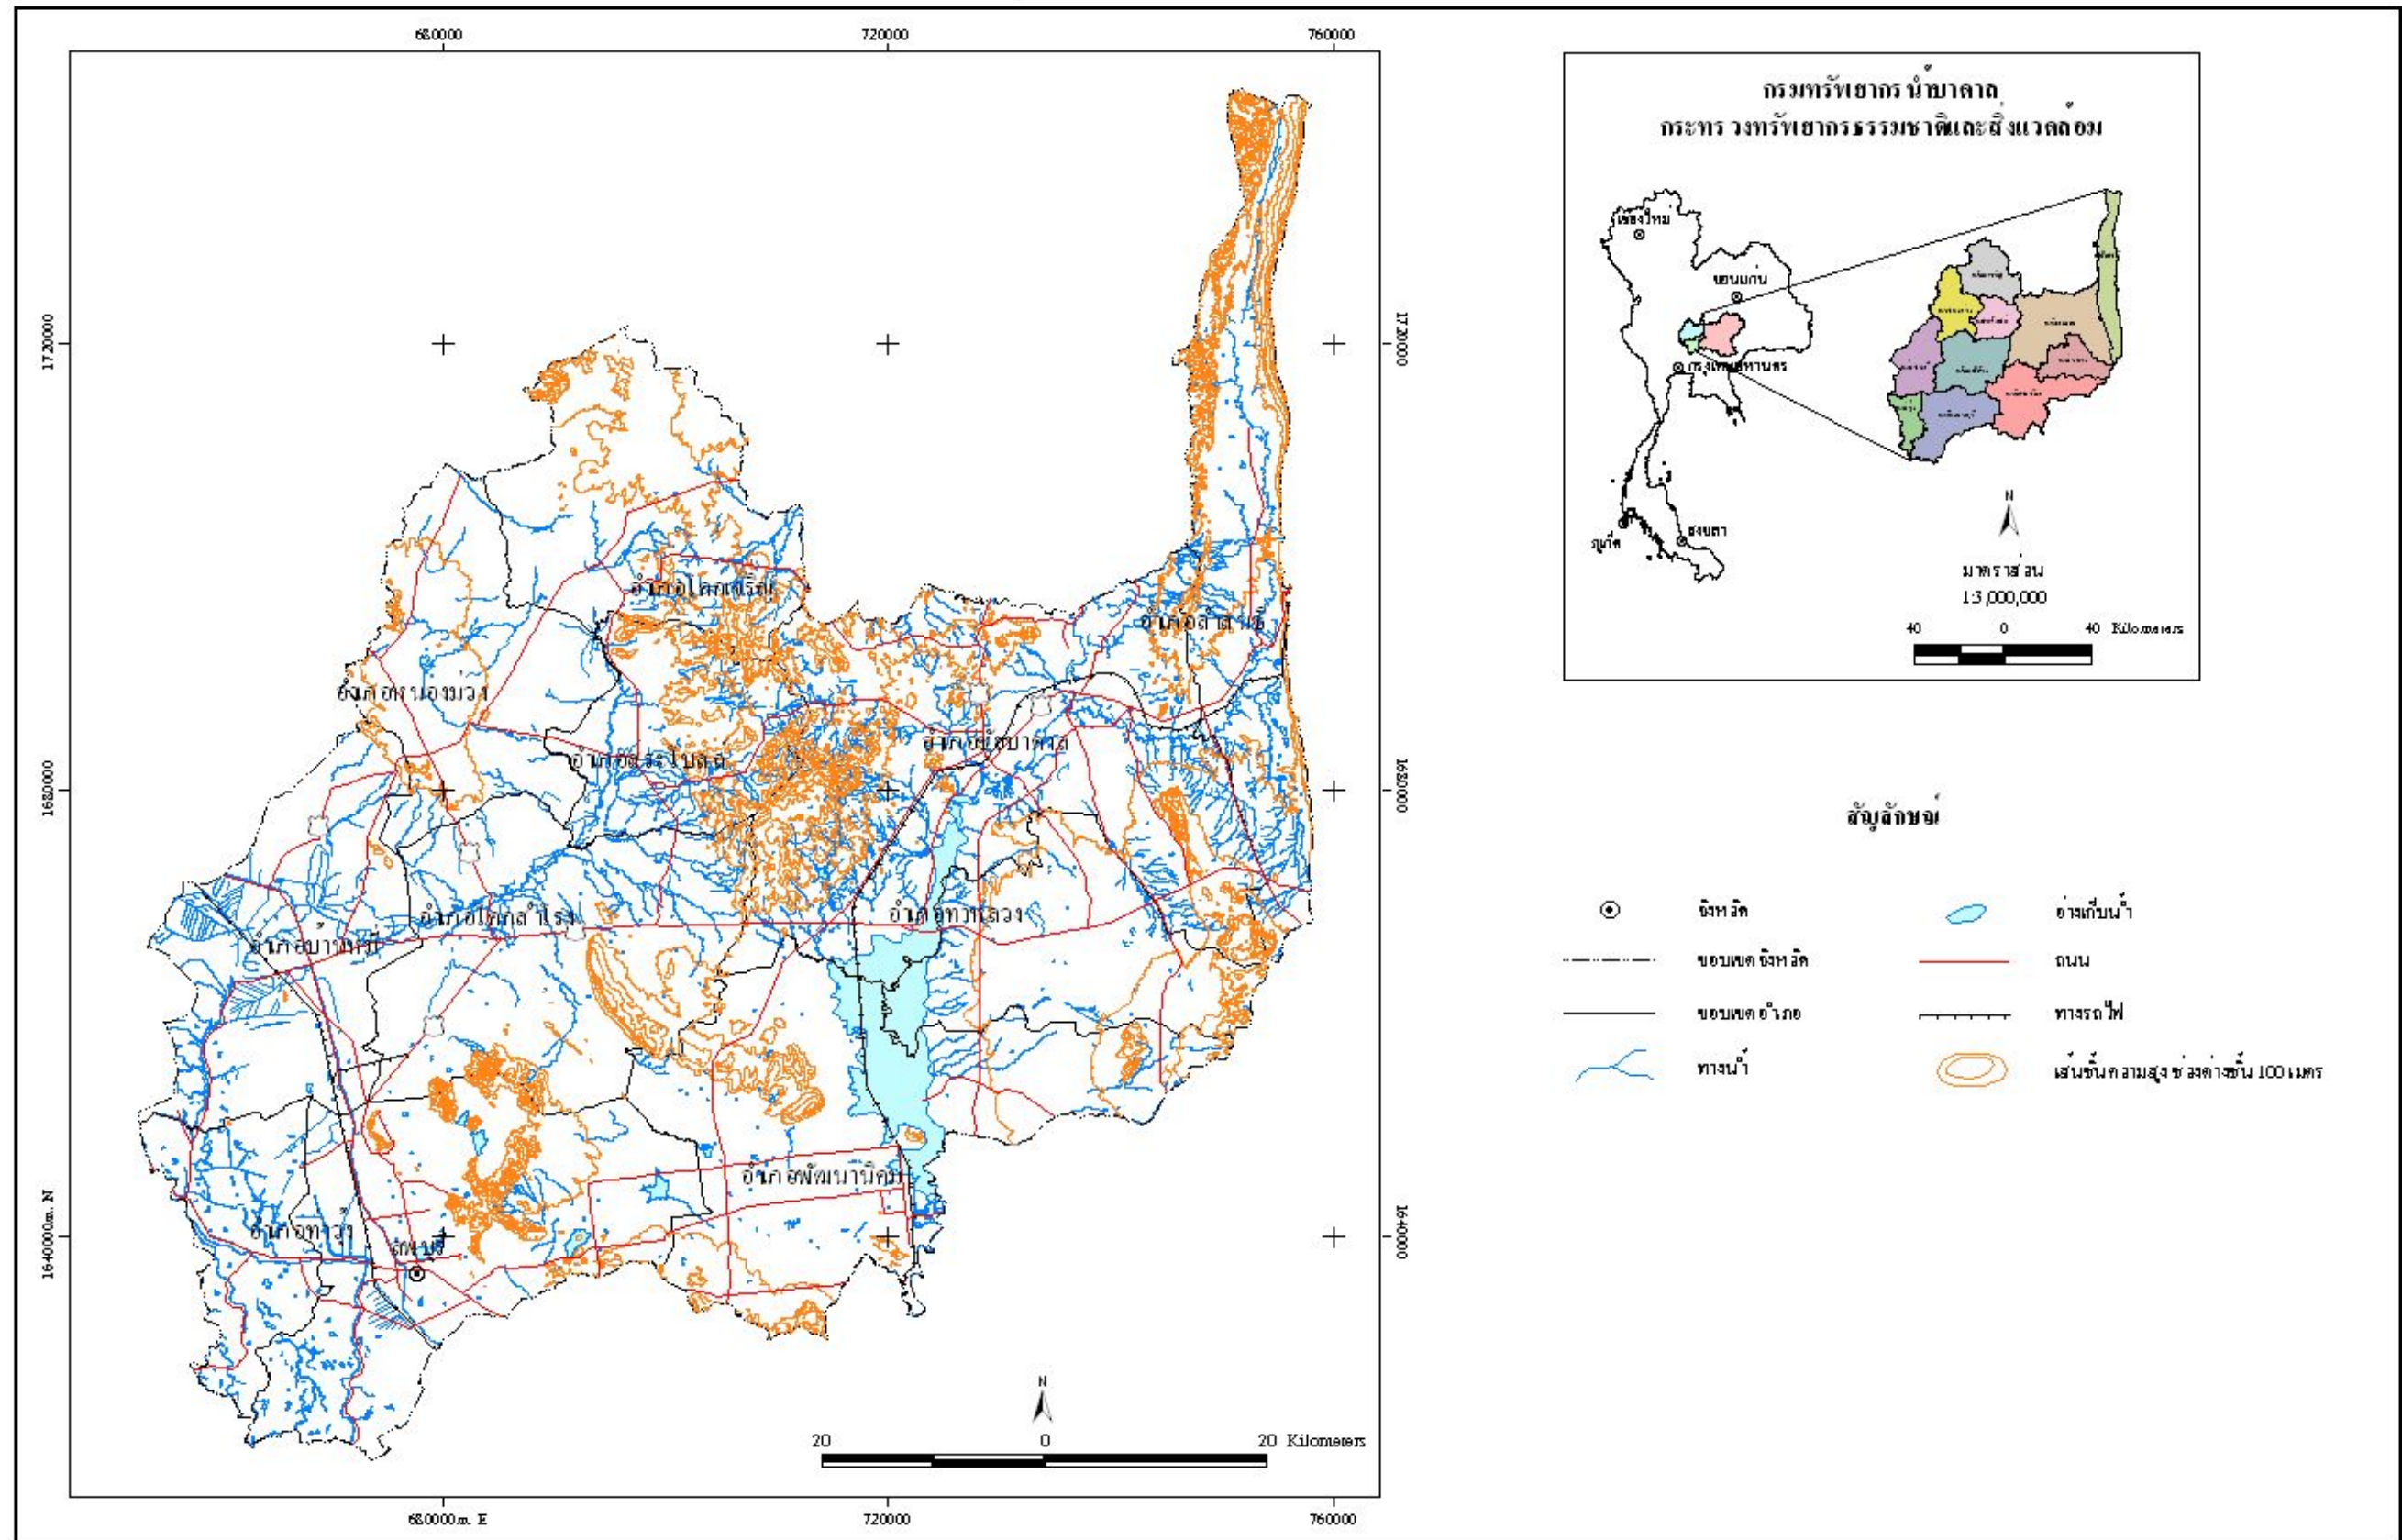 680000
720000
760000
1720000
1720000
1680000
1680000
1640000m. N
1640000
อำเภอโคกเจริญ
อำเภอลำสนธิ
อำเภอหนองม่วง
อำเภอชัยบาดาล
อำเภอสระโบสถ์
อำเภอโคกสำโรง
อำเภอท่าหลวง
อำเภอบ้านหมี่
อำเภอพัฒนานิคม
อำเภอท่าวุ้ง
ลพบุรี
N
20 0 20 Kilometers
680000m. E
720000
760000
กรมทรัพยากรน้ำบาดาล
กระทรวงทรัพยากรธรรมชาติและสิ่งแวดล้อม
เชียงใหม่
ขอนแก่น
กรุงเทพมหานคร
ภูเก็ต
สงขลา
N
มาตราส่วน
1:3,000,000
40 0 40 Kilometers
สัญลักษณ์
จังหวัด
อ่างเก็บน้ำ
ขอบเขตจังหวัด
ถนน
ขอบเขตอำเภอ
ทางรถไฟ
ทางน้ำ
เส้นชั้นความสูง ช่วงต่างชั้น 100 เมตร